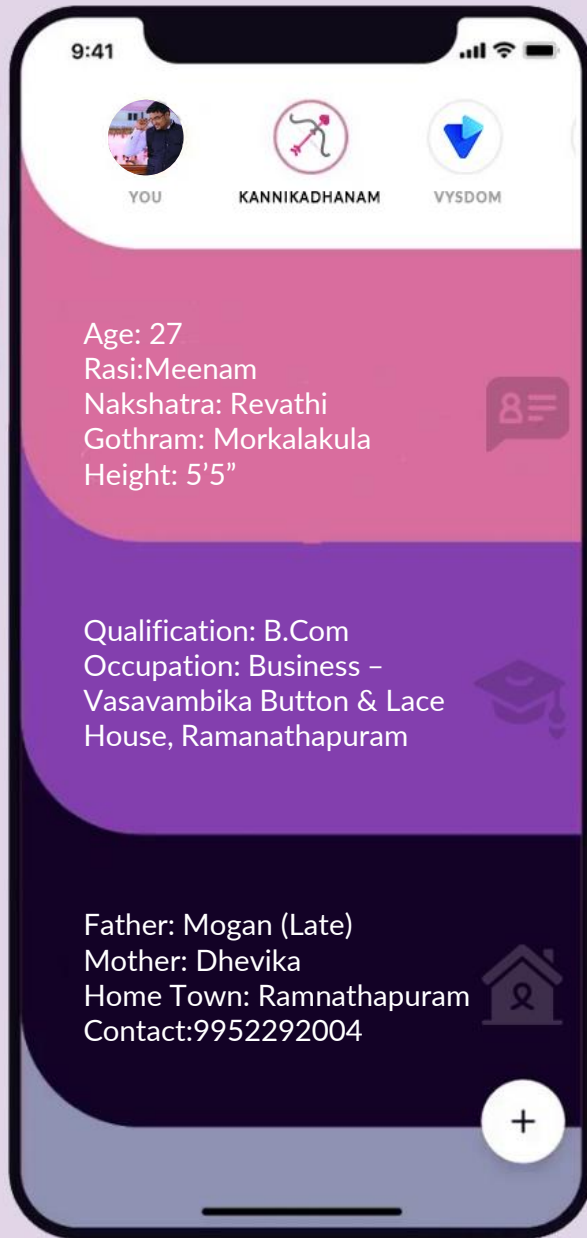 9:41
YOU
KANNIKADHANAM
VYSDOM
Age: 27
Rasi:Meenam
Nakshatra: Revathi
Gothram: Morkalakula
Height: 5’5”
Qualification: B.Com
Occupation: Business –
Vasavambika Button & Lace
House, Ramanathapuram
Father: Mogan (Late)
Mother: Dhevika
Home Town: Ramnathapuram
Contact:9952292004
+